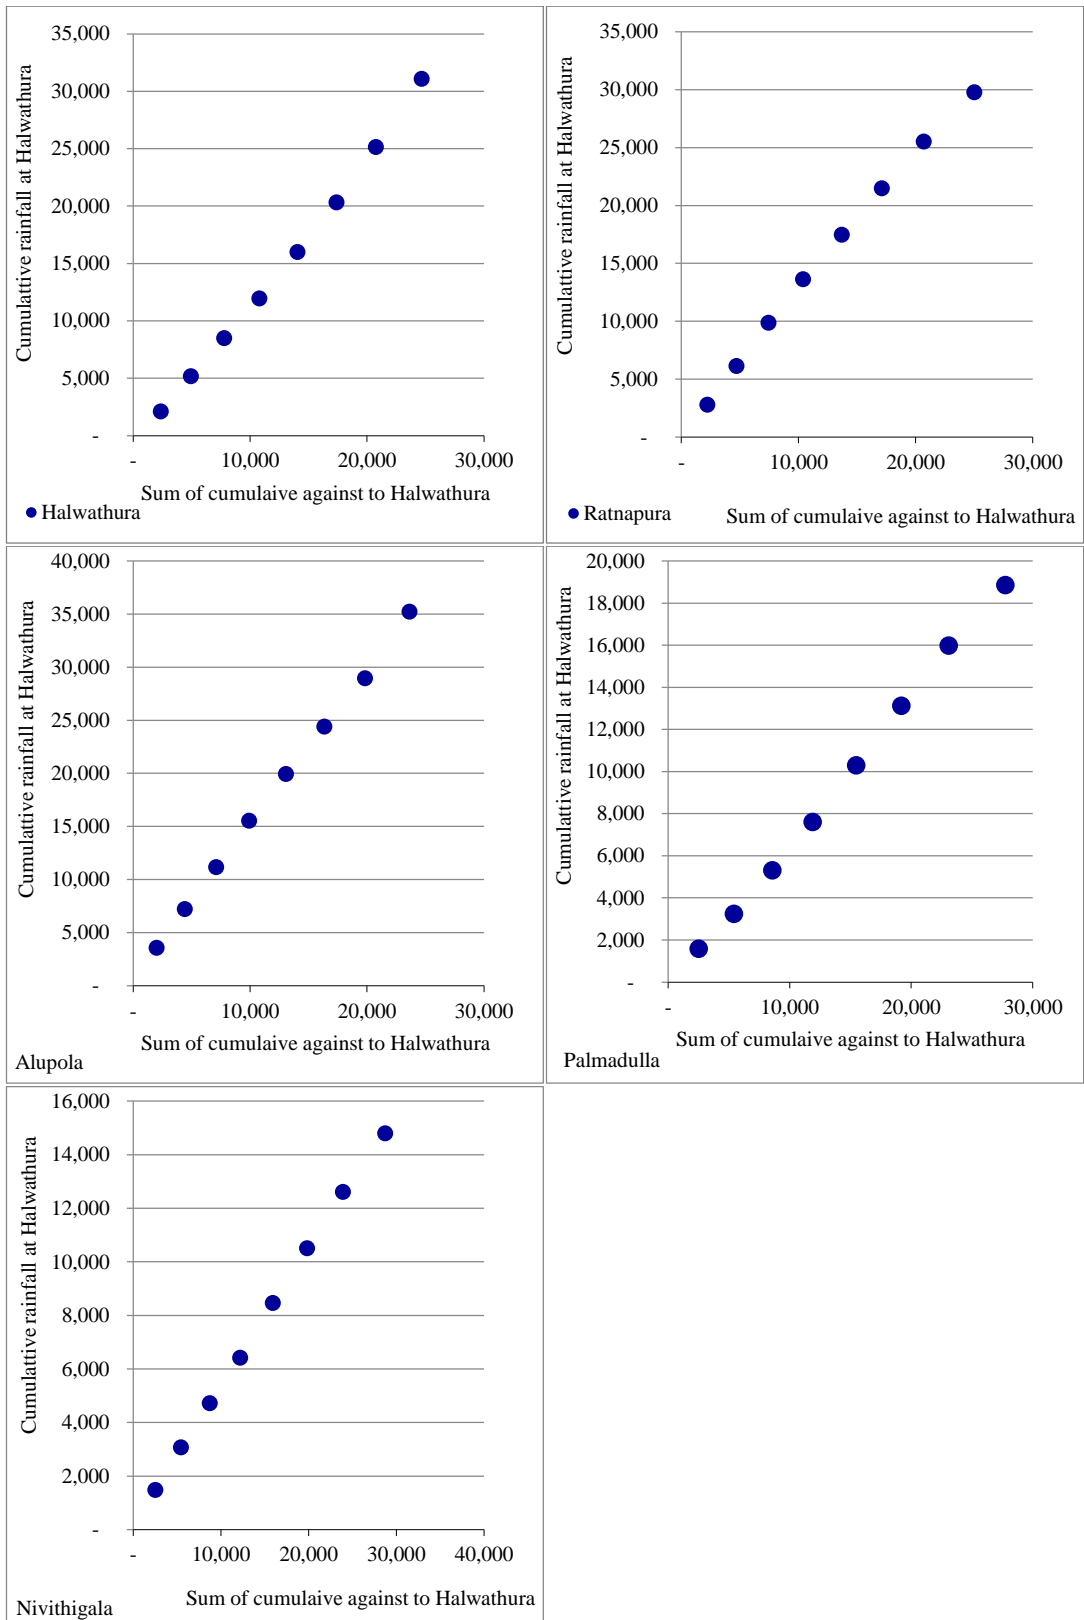 35,000
30,000
25,000
20,000
15,000
10,000
5,000
-
- 10,000 20,000 30,000
Cumulattive rainfall at Halwathura
Sum of cumulaive against to Halwathura
Halwathura
35,000
30,000
25,000
20,000
15,000
10,000
5,000
-
- 10,000 20,000 30,000
Cumulattive rainfall at Halwathura
Ratnapura
Sum of cumulaive against to Halwathura
40,000
35,000
30,000
25,000
20,000
15,000
10,000
5,000
-
- 10,000 20,000 30,000
Cumulattive rainfall at Halwathura
Sum of cumulaive against to Halwathura
Alupola
20,000
18,000
16,000
14,000
12,000
10,000
8,000
6,000
4,000
2,000
-
- 10,000 20,000 30,000
Cumulattive rainfall at Halwathura
Sum of cumulaive against to Halwathura
Palmadulla
16,000
14,000
12,000
10,000
8,000
6,000
4,000
2,000
-
- 10,000 20,000 30,000 40,000
Cumulattive rainfall at Halwathura
Sum of cumulaive against to Halwathura
Nivithigala